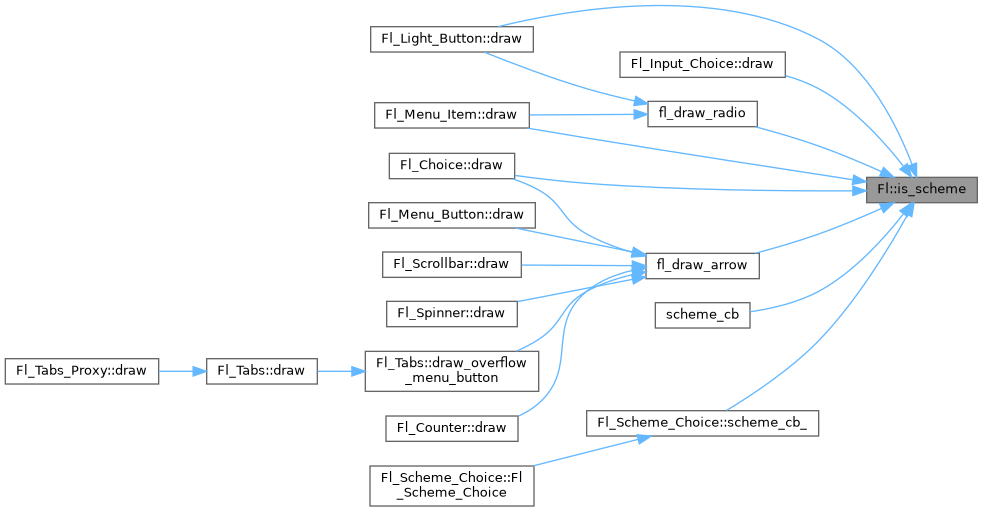 Fl_Light_Button::draw
Fl_Input_Choice::draw
Fl_Menu_Item::draw
fl_draw_radio
Fl_Choice::draw
Fl::is_scheme
Fl_Menu_Button::draw
Fl_Scrollbar::draw
fl_draw_arrow
Fl_Spinner::draw
scheme_cb
Fl_Tabs_Proxy::draw
Fl_Tabs::draw
Fl_Tabs::draw_overflow
_menu_button
Fl_Counter::draw
Fl_Scheme_Choice::scheme_cb_
Fl_Scheme_Choice::Fl
_Scheme_Choice